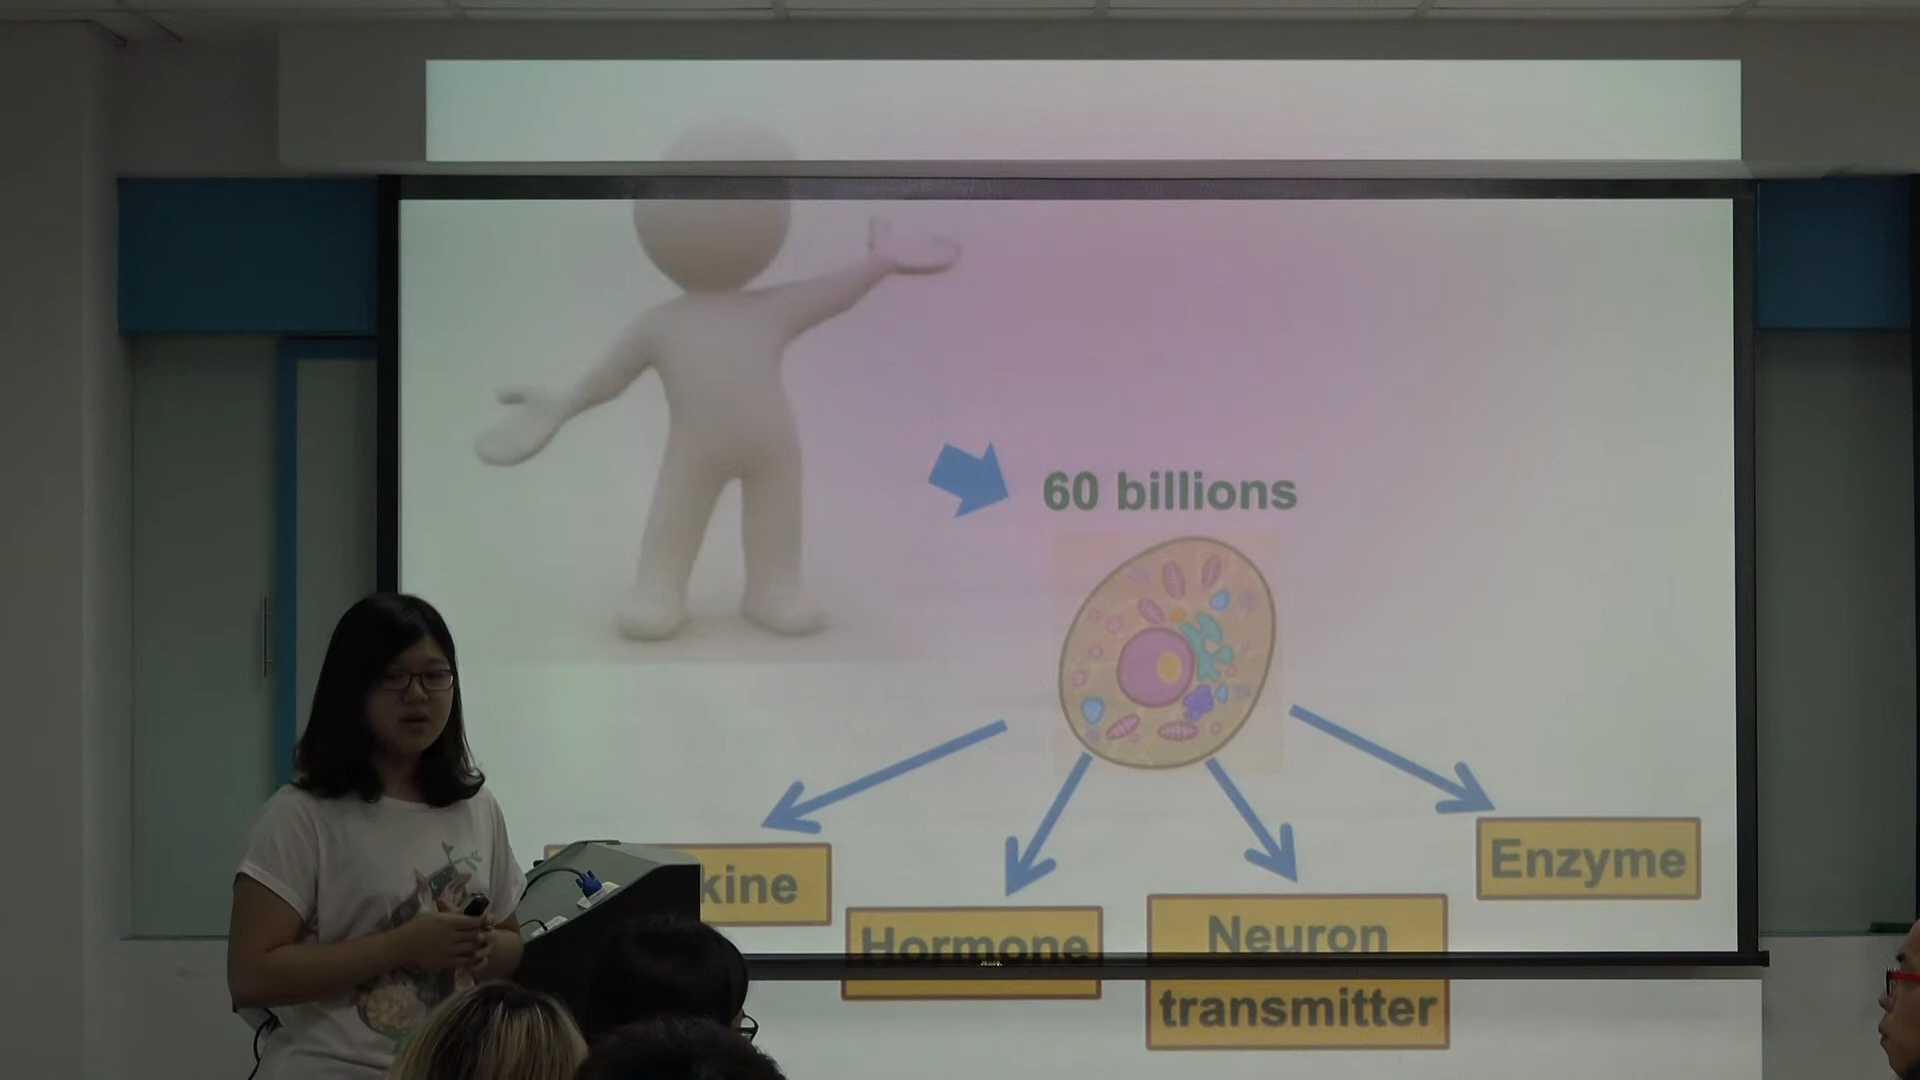 60 billions
kine
Enzyme
Hormone
Neuron
transmitter